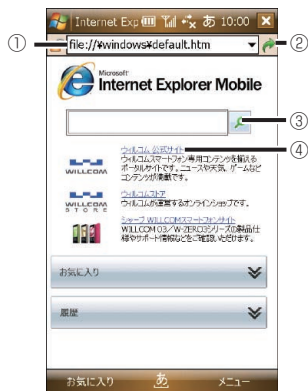 Internet Exp あ 10:00
① file://¥windows¥default.htm ②
Microsoft
Internet Explorer Mobile
③
ウィルコム 公式サイト ④
ウィルコムスマートフォン専用コンテンツを揃える
ポータルサイトです。ニュースや天気、ゲームなど
コンテンツが満載です。
WILLCOM
ウィルコムストア
ウィルコムが運営するオンラインショップです。
WILLCOM
STORE
シャープ WILLCOMスマートフォンサイト
WILLCOM 03／W-ZERO3シリーズの製品仕
様やサポート情報などをご確認いただけます。
お気に入り
履歴
お気に入り あ メニュー